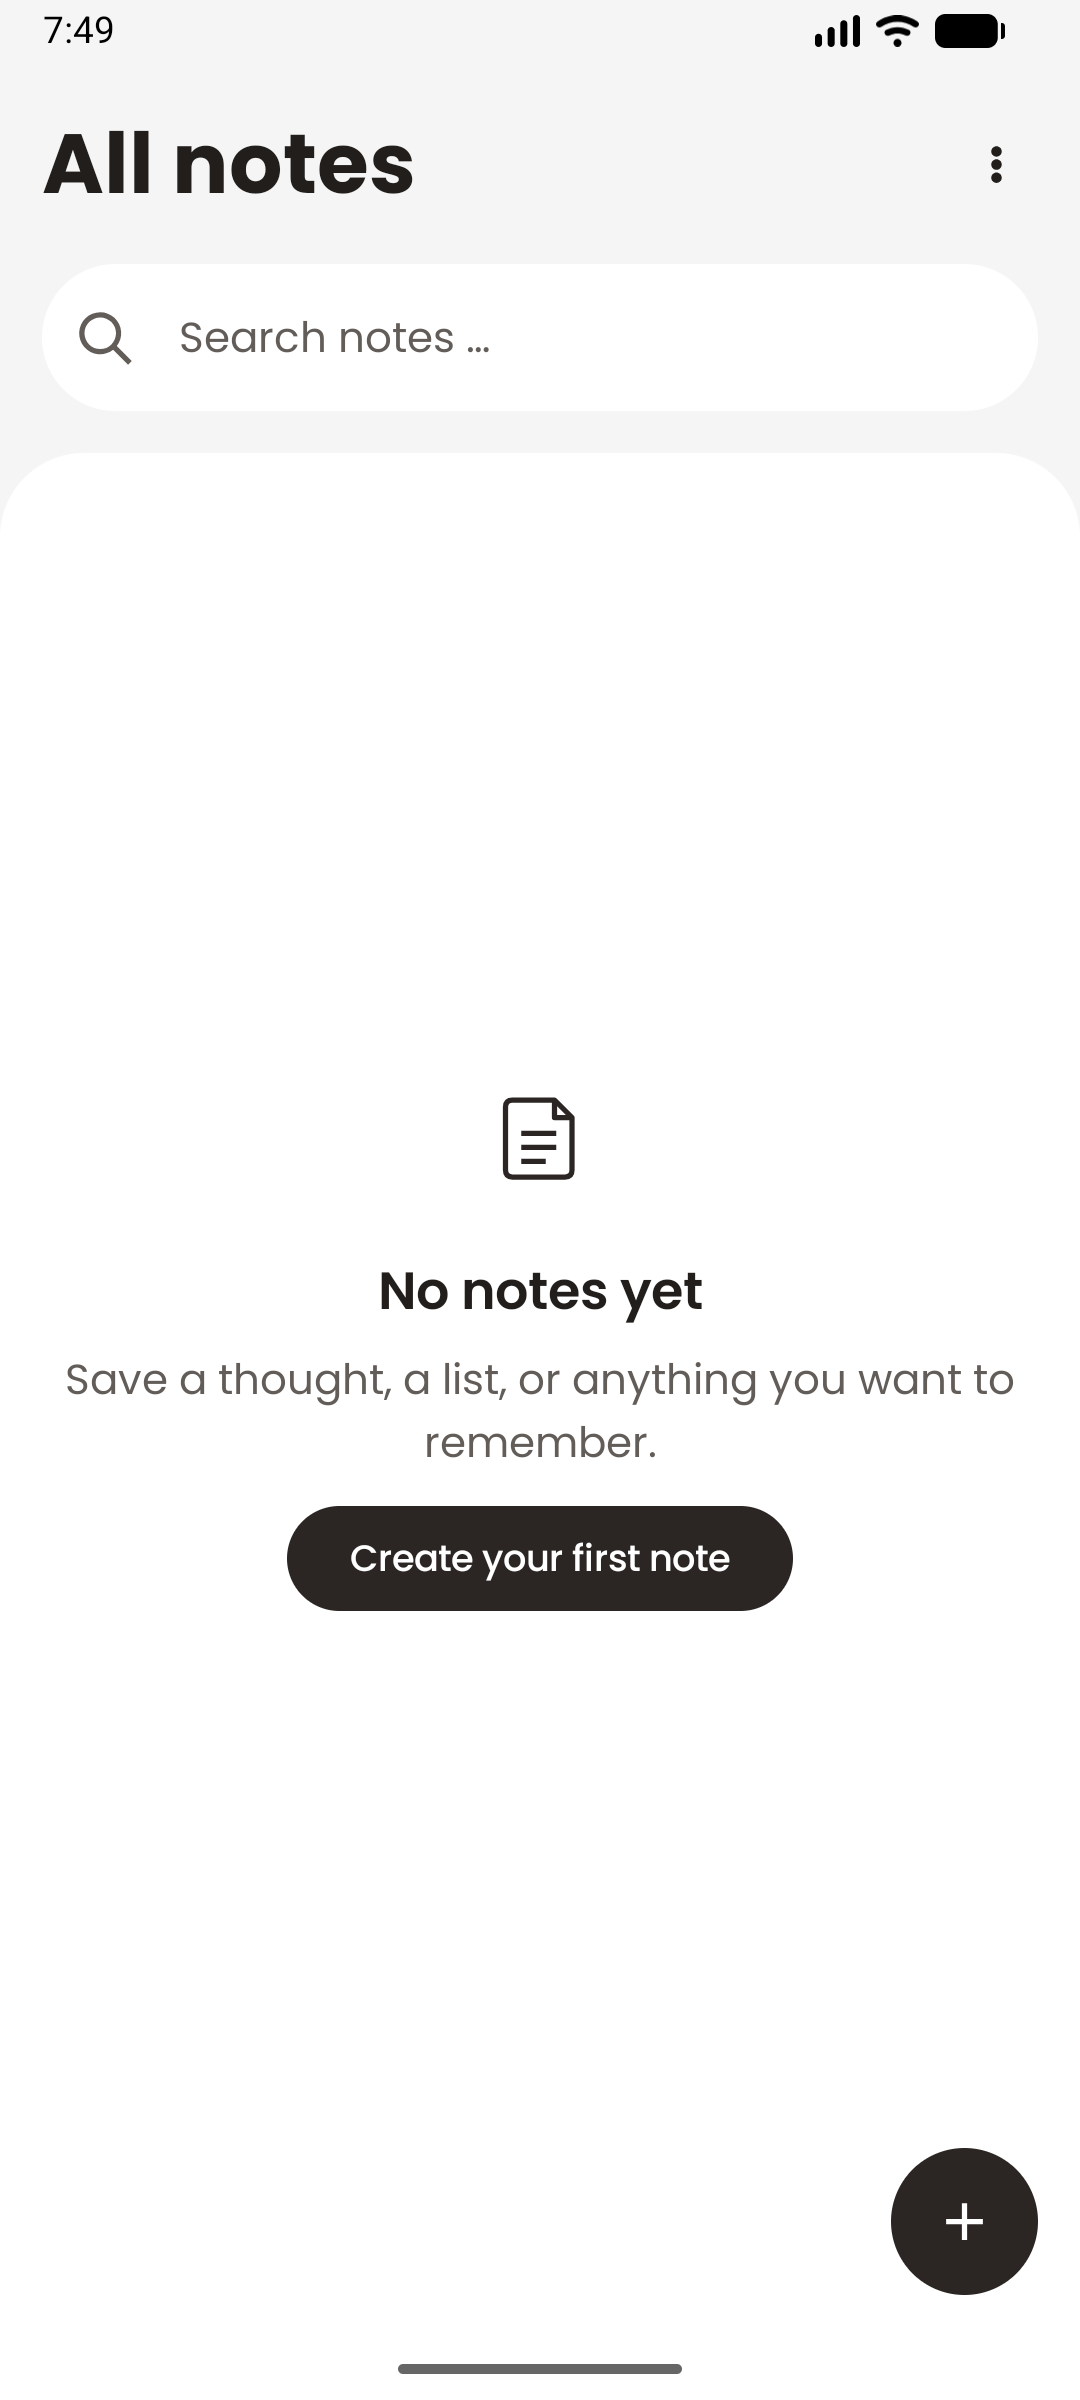 7:49
All notes
Search notes ...
No notes yet
Save a thought, a list, or anything you want to
remember.
Create your first note